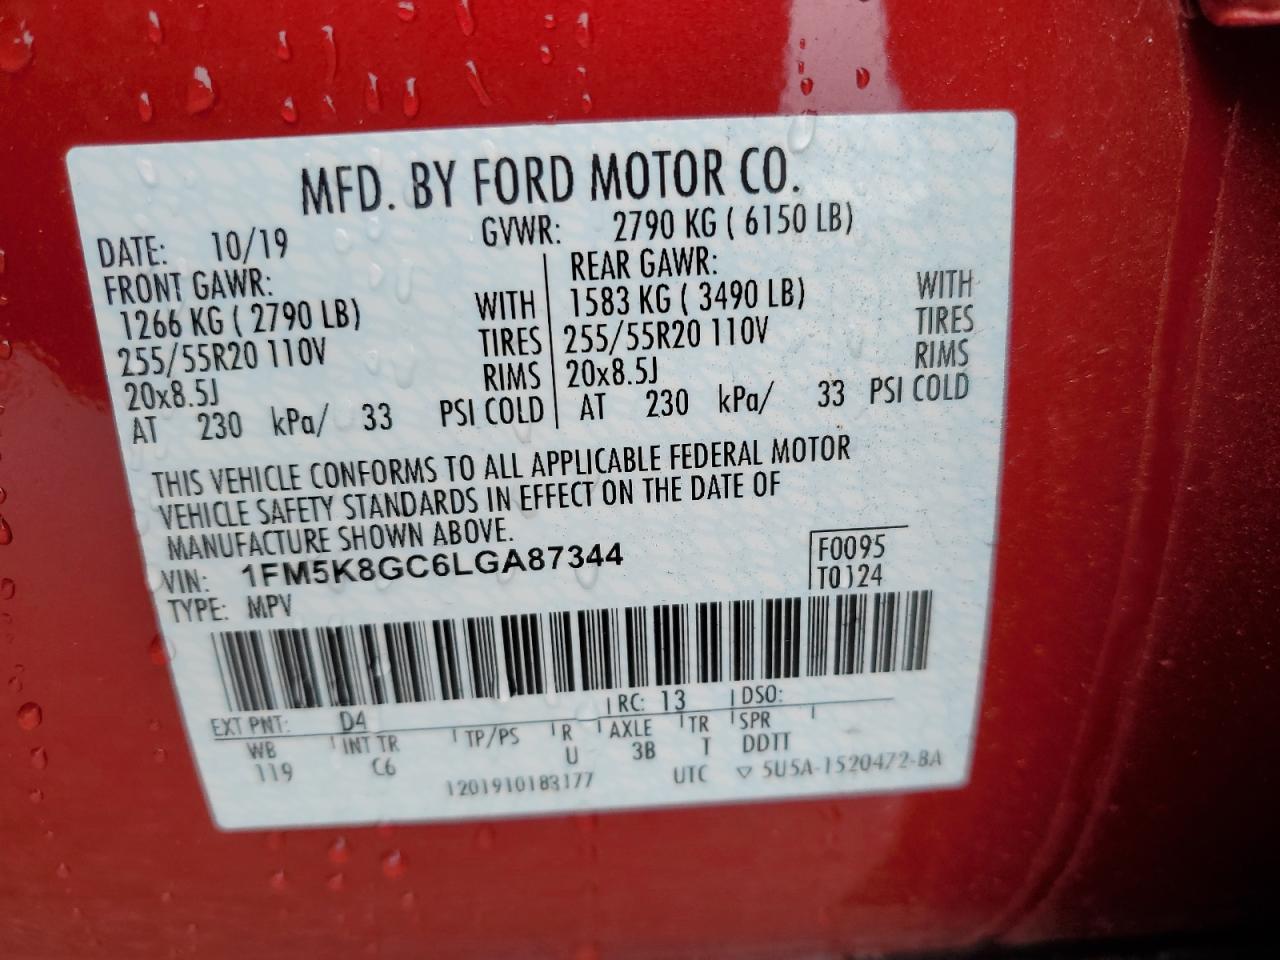 MFD. BY FORD MOTOR CO.
DATE: 10/19 GVWR: 2790 KG ( 6150 LB)
FRONT GAWR: REAR GAWR:
1266 KG ( 2790 LB) WITH 1583 KG ( 3490 LB) WITH
255/55R20 110V TIRES 255/55R20 110V TIRES
20x8.5J RIMS 20x8.5J RIMS
AT 230 kPa/ 33 PSI COLD AT 230 kPa/ 33 PSI COLD
THIS VEHICLE CONFORMS TO ALL APPLICABLE FEDERAL MOTOR
VEHICLE SAFETY STANDARDS IN EFFECT ON THE DATE OF
MANUFACTURE SHOWN ABOVE.
VIN: 1FM5K8GC6LGA87344 F0095
TYPE: MPV T0124
EXT PNT: D4 RC: 13 DSO:
WB INT TR TP/PS R AXLE TR SPR
119 C6 U 3B T DDTT
1201910183177 UTC ▽ 5U5A-1520472-BA